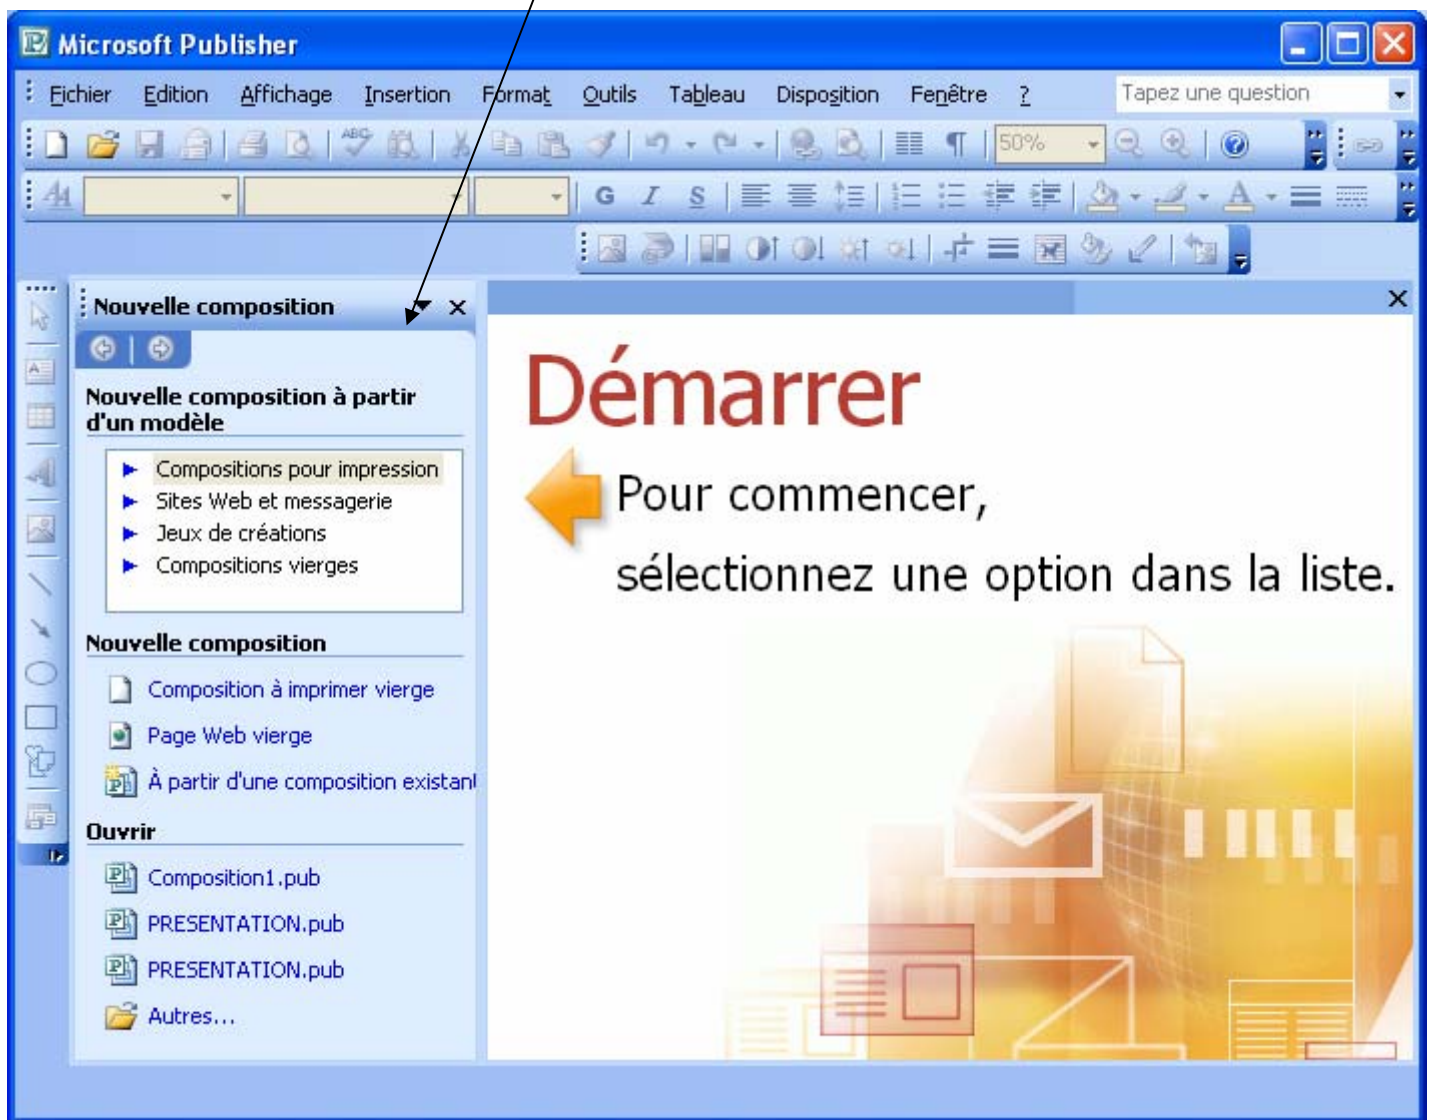 Microsoft Publisher
Fichier Edition Affichage Insertion Format Outils Tableau Disposition Fenêtre ? Tapez une question
ABC 50%
G I S A
Nouvelle composition
Nouvelle composition à partir
d'un modèle
Compositions pour impression
Sites Web et messagerie
Jeux de créations
Compositions vierges
Nouvelle composition
Composition à imprimer vierge
Page Web vierge
À partir d'une composition existant
Ouvrir
Composition1.pub
PRESENTATION.pub
PRESENTATION.pub
Autres...
Démarrer
Pour commencer,
sélectionnez une option dans la liste.